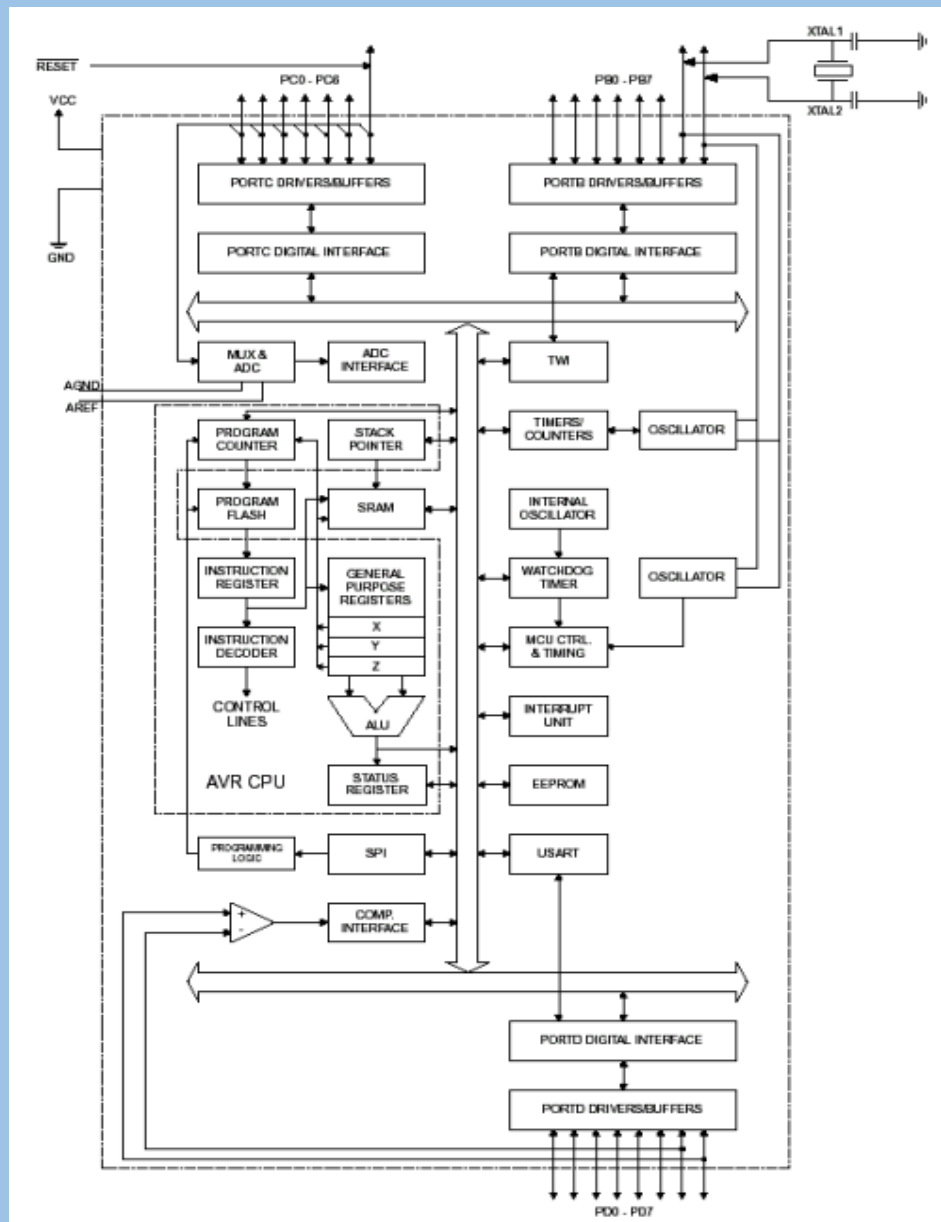 XTAL1
RESET
PC0 - PC6
PB0 - PB7
VCC
XTAL2
PORTC DRIVERS/BUFFERS
PORTB DRIVERS/BUFFERS
PORTC DIGITAL INTERFACE
PORTB DIGITAL INTERFACE
GND
MUX &
ADC
ADC
INTERFACE
TWI
AGND
AREF
PROGRAM
COUNTER
STACK
POINTER
TIMERS/
COUNTERS
OSCILLATOR
PROGRAM
FLASH
SRAM
INTERNAL
OSCILLATOR
INSTRUCTION
REGISTER
GENERAL
PURPOSE
REGISTERS
WATCHDOG
TIMER
OSCILLATOR
X
INSTRUCTION
DECODER
Y
MCU CTRL.
& TIMING
Z
CONTROL
LINES
ALU
INTERRUPT
UNIT
AVR CPU
STATUS
REGISTER
EEPROM
PROGRAMMING
LOGIC
SPI
USART
+
-
COMP.
INTERFACE
PORTD DIGITAL INTERFACE
PORTD DRIVERS/BUFFERS
PD0 - PD7